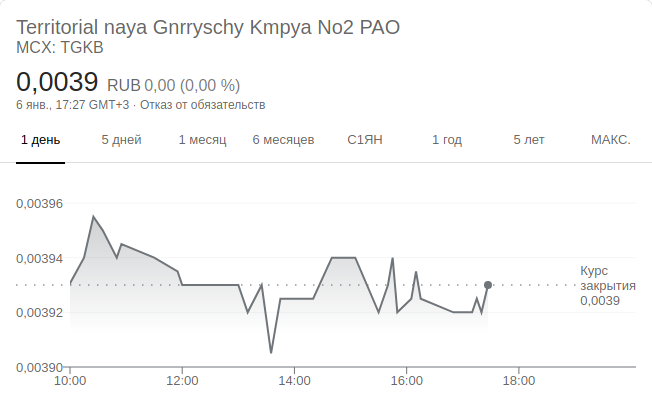 Territorial naya Gnrryschy Kmpya No2 PAO
MCX: TGKB
0,0039 RUB 0,00 (0,00 %)
6 янв., 17:27 GMT+3 · Отказ от обязательств
1 день 5 дней 1 месяц 6 месяцев С1ЯН 1 год 5 лет МАКС.
0,00396
0,00394
0,00392
0,00390
Курс
закрытия
0,0039
10:00 12:00 14:00 16:00 18:00